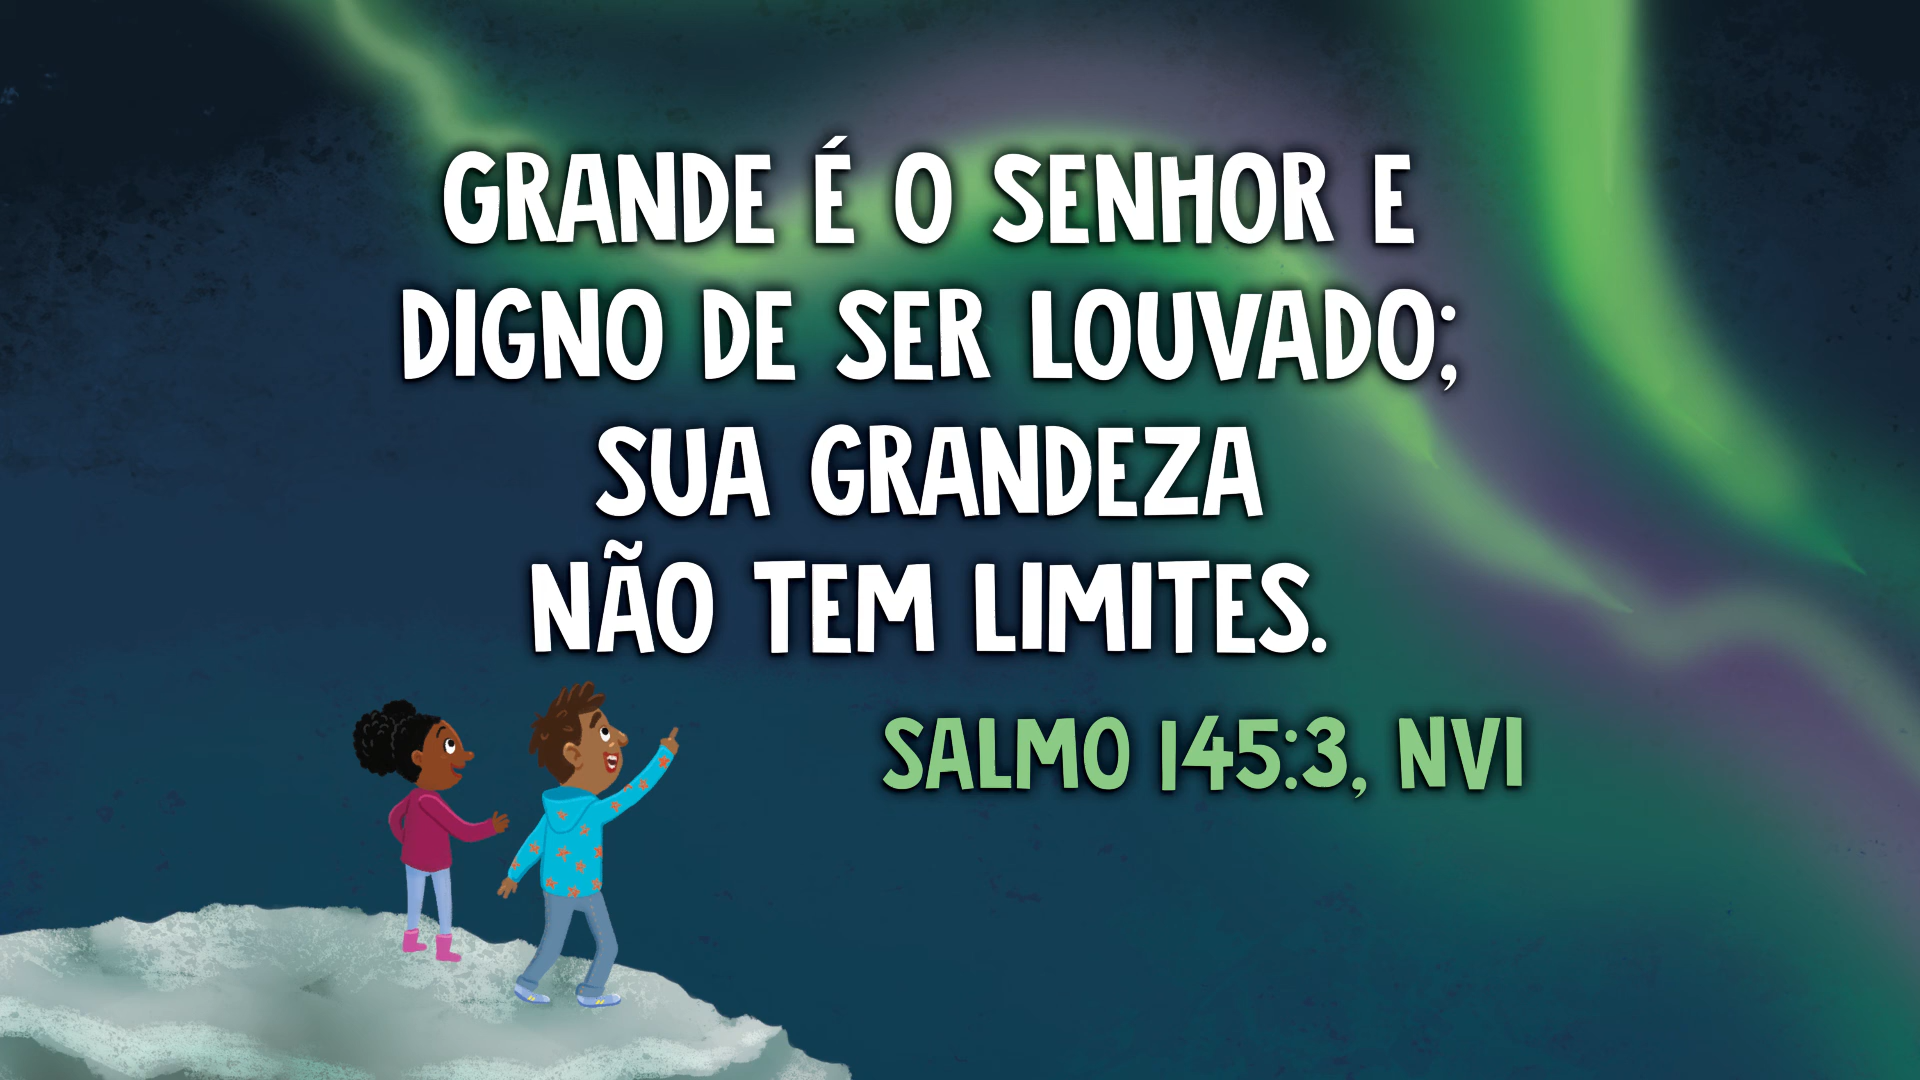 GRANDE É O SENHOR E
DIGNO DE SER LOUVADO;
SUA GRANDEZA
NÃO TEM LIMITES.
SALMO 145:3, NVI